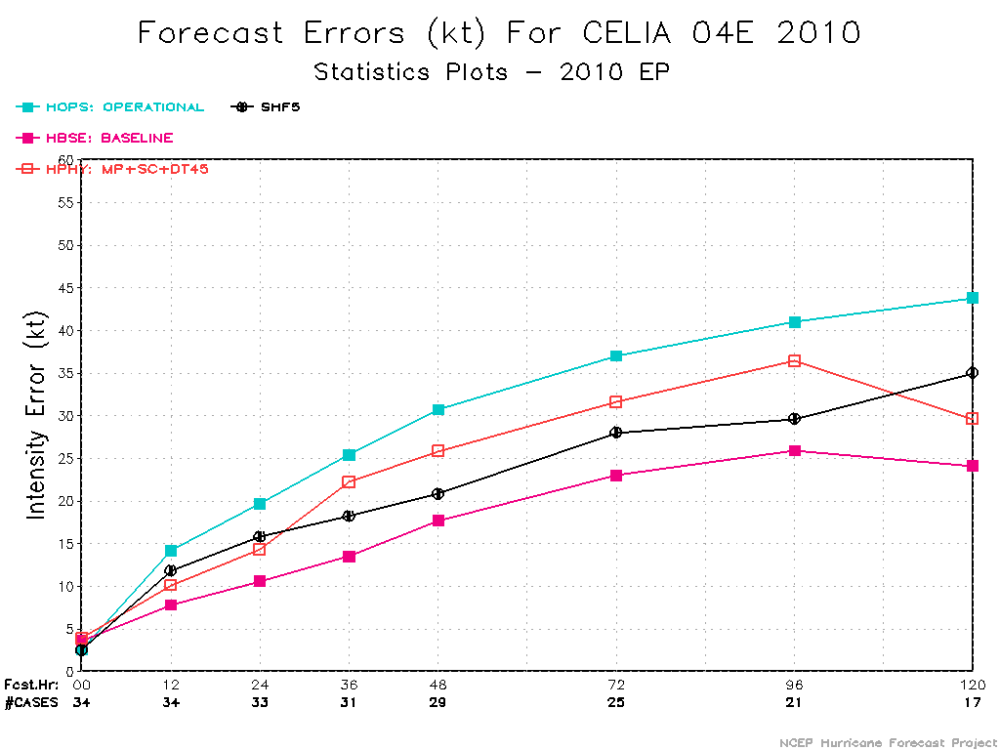 Forecast Errors (kt) For CELIA 04E 2010
Statistics Plots - 2010 EP
HOPS: OPERATIONAL SHF5
HBSE: BASELINE
HPHY: MP+SC+DT45
60
55
50
45
40
35
30
25
20
15
10
5
0
Intensity Error (kt)
Fcst.Hr: 00 12 24 36 48 72 96 120
#CASES 34 34 33 31 29 25 21 17
NCEP Hurricane Forecast Project